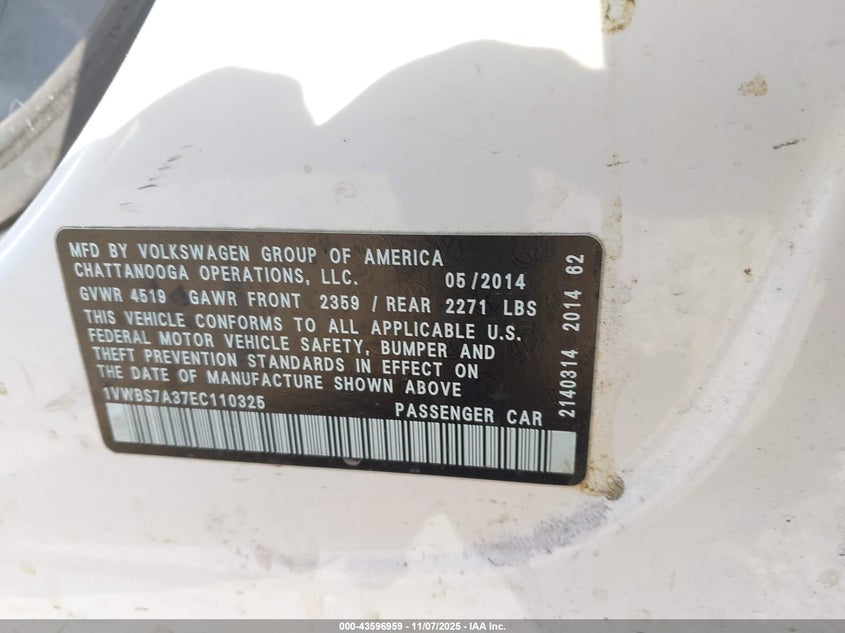 MFD BY VOLKSWAGEN GROUP OF AMERICA
CHATTANOOGA OPERATIONS, LLC. 05/2014
GVWR 4519 GAWR FRONT 2359 / REAR 2271 LBS
THIS VEHICLE CONFORMS TO ALL APPLICABLE U.S.
FEDERAL MOTOR VEHICLE SAFETY, BUMPER AND
THEFT PREVENTION STANDARDS IN EFFECT ON
THE DATE OF MANUFACTURE SHOWN ABOVE
1VWBS7A37EC110325 PASSENGER CAR
2140314 2014 62
000-43596959 | 11/07/2025 - IAA Inc.